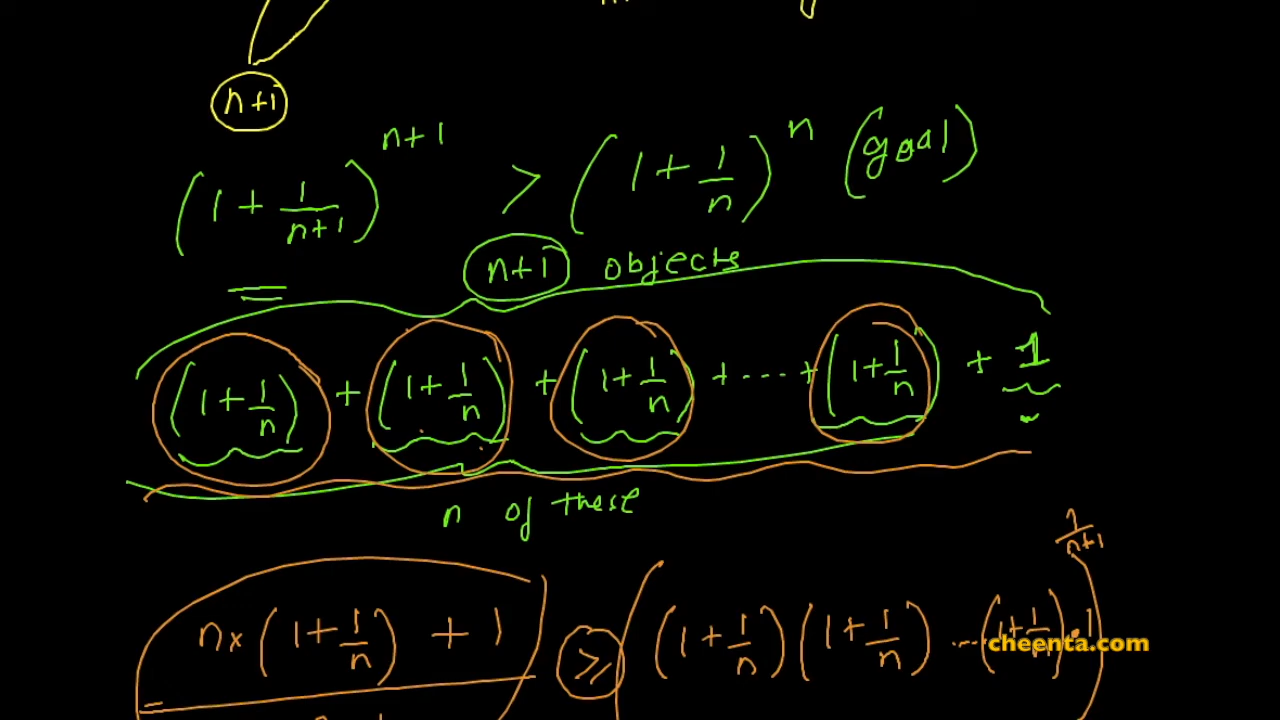 n+1
(1 + 1/(n+1))^(n+1) > (1 + 1/n)^n (goal)
n+1 objects
(1 + 1/n) + (1 + 1/n) + (1 + 1/n) + ---- + (1 + 1/n) + 1
n of these
1/(n+1)
n× (1 + 1/n) + 1 ≥ ((1 + 1/n)(1 + 1/n) ... (1 + 1/n) . 1)
cheenta.com